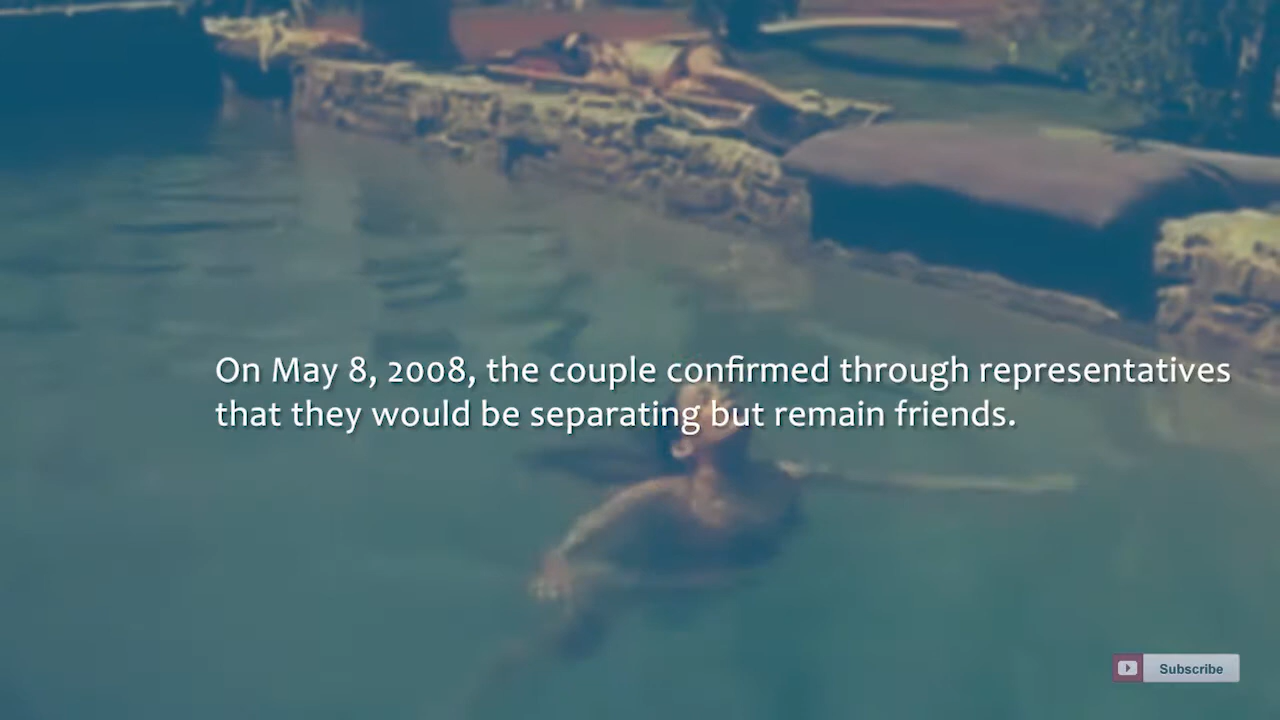 On May 8, 2008, the couple confirmed through representatives
that they would be separating but remain friends.
Subscribe